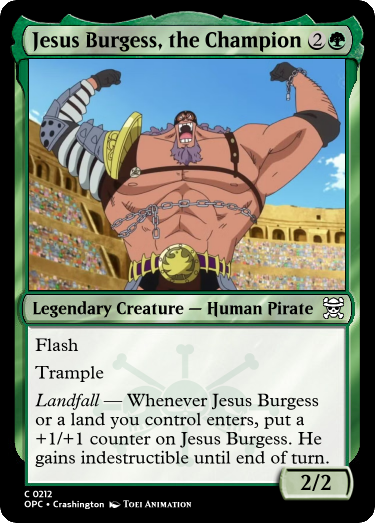 Jesus Burgess, the Champion 2
Legendary Creature — Human Pirate
Flash
Trample
Landfall — Whenever Jesus Burgess
or a land you control enters, put a
+1/+1 counter on Jesus Burgess. He
gains indestructible until end of turn.
2/2
C 0212
OPC • Crashington Toei Animation